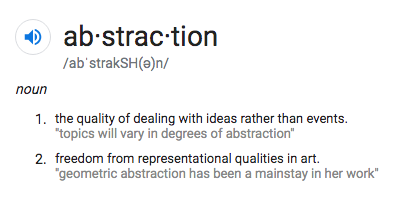 ab·strac·tion
/abˈstrakSH(ə)n/
noun
1. the quality of dealing with ideas rather than events.
"topics will vary in degrees of abstraction"
2. freedom from representational qualities in art.
"geometric abstraction has been a mainstay in her work"